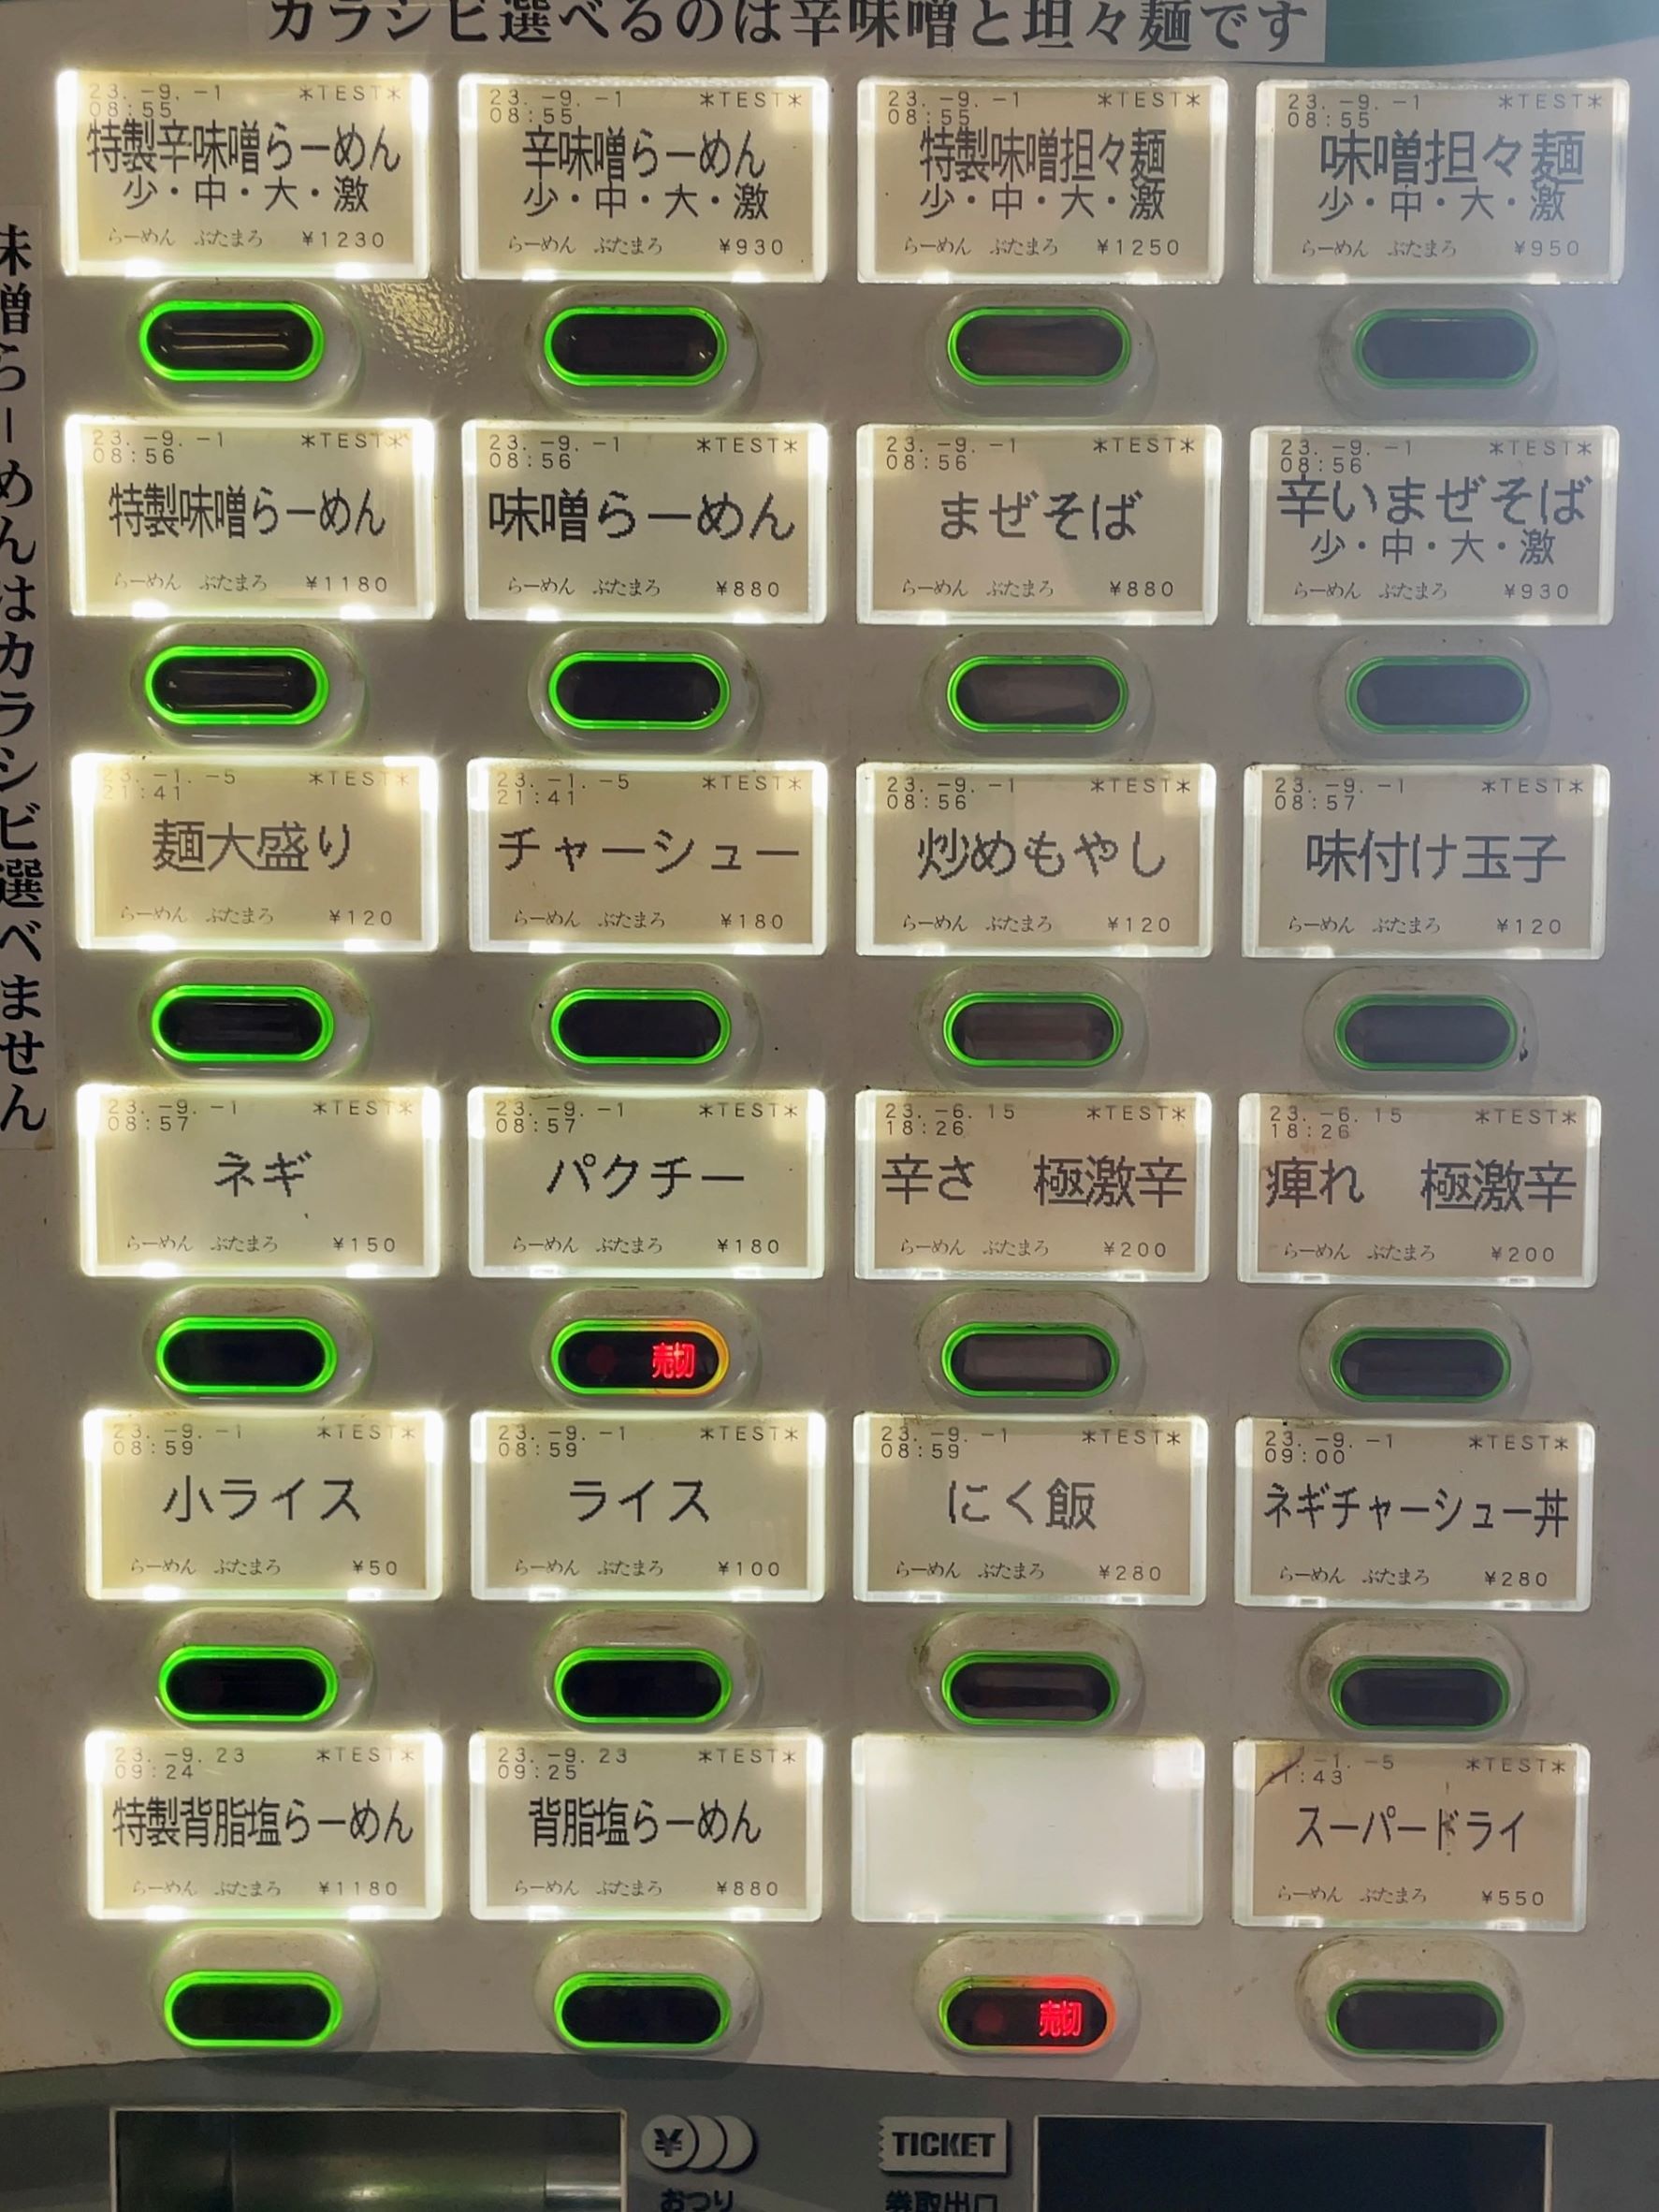 カラシビ選べるのは辛味噌と坦々麺です
味噌らーめんはカラシビ選べません
23. -9. -1 *TEST*
08:55
特製辛味噌らーめん
少・中・大・激
らーめん ぶたまろ ¥1230
23. -9. -1 *TEST*
08:55
辛味噌らーめん
少・中・大・激
らーめん ぶたまろ ¥930
23. -9. -1 *TEST*
08:55
特製味噌担々麺
少・中・大・激
らーめん ぶたまろ ¥1250
23. -9. -1 *TEST*
08:55
味噌担々麺
少・中・大・激
らーめん ぶたまろ ¥950
23. -9. -1 *TEST*
08:56
特製味噌らーめん
らーめん ぶたまろ ¥1180
23. -9. -1 *TEST*
08:56
味噌らーめん
らーめん ぶたまろ ¥880
23. -9. -1 *TEST*
08:56
まぜそば
らーめん ぶたまろ ¥880
23. -9. -1 *TEST*
08:56
辛いまぜそば
少・中・大・激
らーめん ぶたまろ ¥930
23. -1. -5 *TEST*
21:41
麺大盛り
らーめん ぶたまろ ¥120
23. -1. -5 *TEST*
21:41
チャーシュー
らーめん ぶたまろ ¥180
23. -9. -1 *TEST*
08:56
炒めもやし
らーめん ぶたまろ ¥120
23. -9. -1 *TEST*
08:57
味付け玉子
らーめん ぶたまろ ¥120
23. -9. -1 *TEST*
08:57
ネギ
らーめん ぶたまろ ¥150
23. -9. -1 *TEST*
08:57
パクチー
らーめん ぶたまろ ¥180
23. -6. 15 *TEST*
18:26
辛さ 極激辛
らーめん ぶたまろ ¥200
23. -6. 15 *TEST*
18:26
痺れ 極激辛
らーめん ぶたまろ ¥200
売切
23. -9. -1 *TEST*
08:59
小ライス
らーめん ぶたまろ ¥50
23. -9. -1 *TEST*
08:59
ライス
らーめん ぶたまろ ¥100
23. -9. -1 *TEST*
08:59
にく飯
らーめん ぶたまろ ¥280
23. -9. -1 *TEST*
09:00
ネギチャーシュー丼
らーめん ぶたまろ ¥280
23. -9. 23 *TEST*
09:24
特製背脂塩らーめん
らーめん ぶたまろ ¥1180
23. -9. 23 *TEST*
09:25
背脂塩らーめん
らーめん ぶたまろ ¥880
-1. -5 *TEST*
:43
スーパードライ
らーめん ぶたまろ ¥550
売切
¥
おつり
TICKET
券取出口